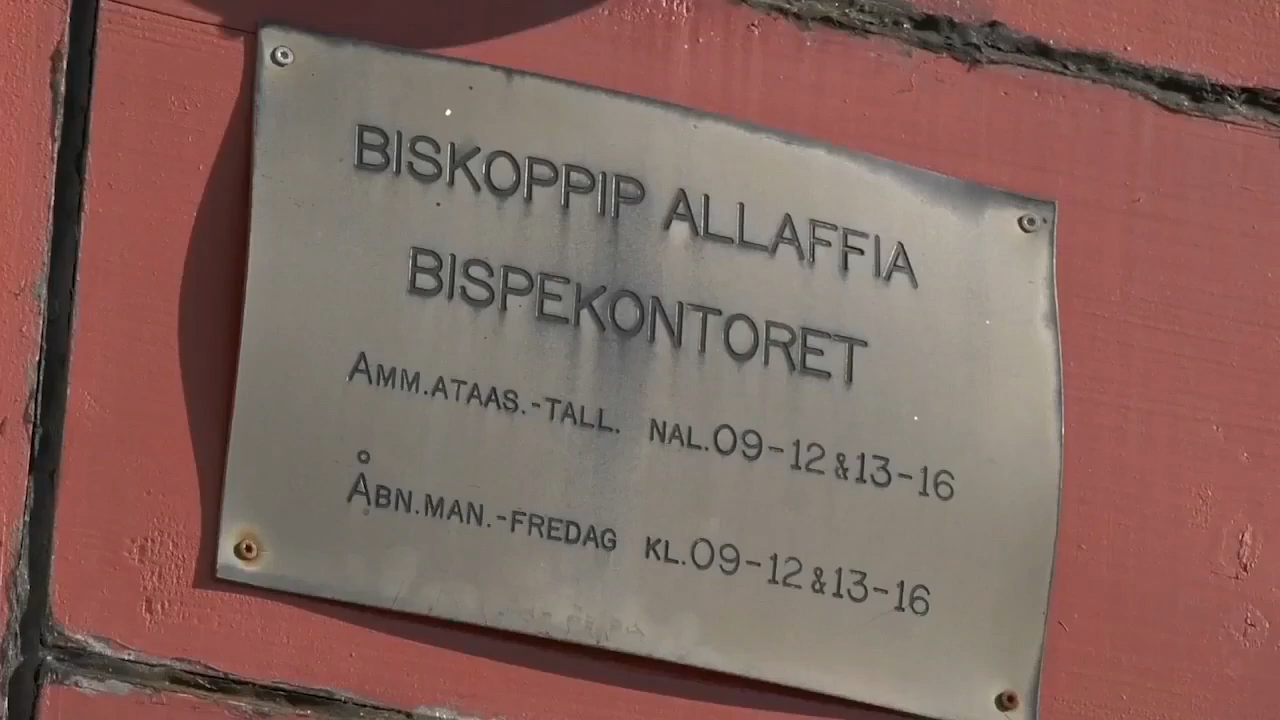 BISKOPPIP ALLAFFIA
BISPEKONTORET
AMM.ATAAS.-TALL. NAL.09-12&13-16
ÅBN.MAN.-FREDAG KL.09-12&13-16